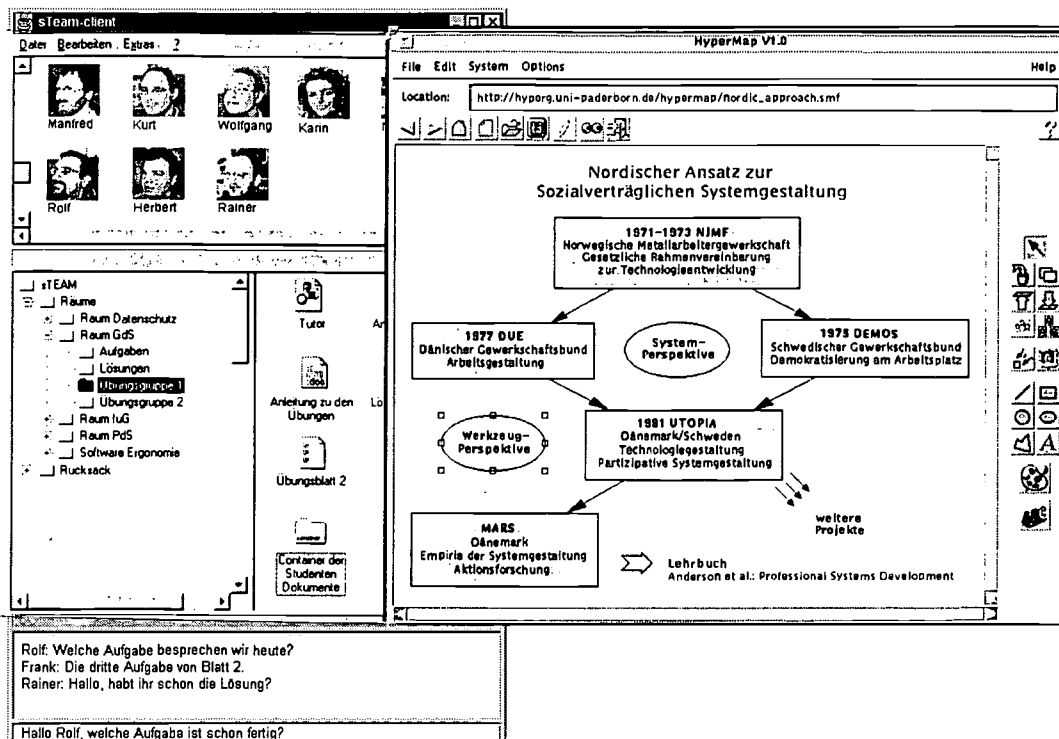 sTeam-client
Datei Bearbeiten Extras ?
Manfred Kurt Wolfgang Karin
Rolf Herbert Rainer
sTEAM
Räume
Raum Datenschutz
Raum GdS
Aufgaben
Lösungen
Übungsgruppe 1
Übungsgruppe 2
Raum IuG
Raum PdS
Software Ergonomie
Rucksack
Tutor
Anleitung zu den
Übungen
Übungsblatt 2
Container der
Studenten
Dokumente
HyperMap V1.0
File Edit System Options Help
Location: http://hyporg.uni-paderborn.de/hypermap/nordic_approach.smf
Nordischer Ansatz zur
Sozialverträglichen Systemgestaltung
1971-1973 NJMF
Norwegische Metallarbeitergewerkschaft
Gesetzliche Rahmenvereinbarung
zur Technologieentwicklung
1977 DUE
Dänischer Gewerkschaftsbund
Arbeitsgestaltung
System-
Perspektive
1975 DEMOS
Schwedischer Gewerkschaftsbund
Demokratisierung am Arbeitsplatz
Werkzeug-
Perspektive
1981 UTOPIA
Dänemark/Schweden
Technologiegestaltung
Partizipative Systemgestaltung
weitere
Projekte
MARS
Dänemark
Empirie der Systemgestaltung
Aktionsforschung
Lehrbuch
Anderson et al.: Professional Systems Development
Rolf: Welche Aufgabe besprechen wir heute?
Frank: Die dritte Aufgabe von Blatt 2.
Rainer: Hallo, habt ihr schon die Lösung?
Hallo Rolf, welche Aufgabe ist schon fertig?